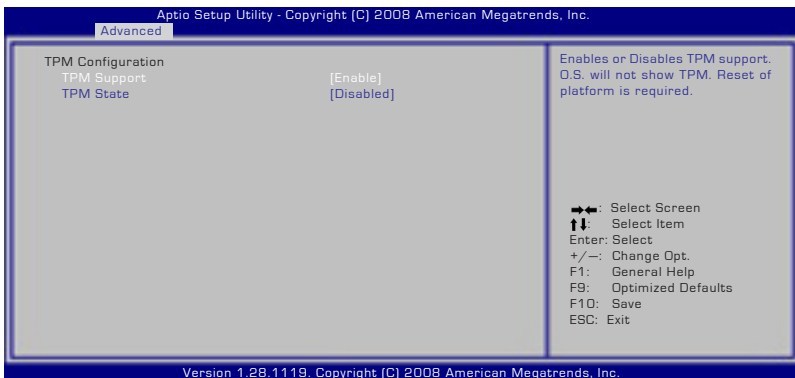 Aptio Setup Utility - Copyright (C) 2008 American Megatrends, Inc.
Advanced
TPM Configuration
TPM Support [Enable]
TPM State [Disabled]
Enables or Disables TPM support.
O.S. will not show TPM. Reset of
platform is required.
➡⬅: Select Screen
⬆⬇: Select Item
Enter: Select
+/–: Change Opt.
F1: General Help
F9: Optimized Defaults
F10: Save
ESC: Exit
Version 1.28.1119. Copyright (C) 2008 American Megatrends, Inc.